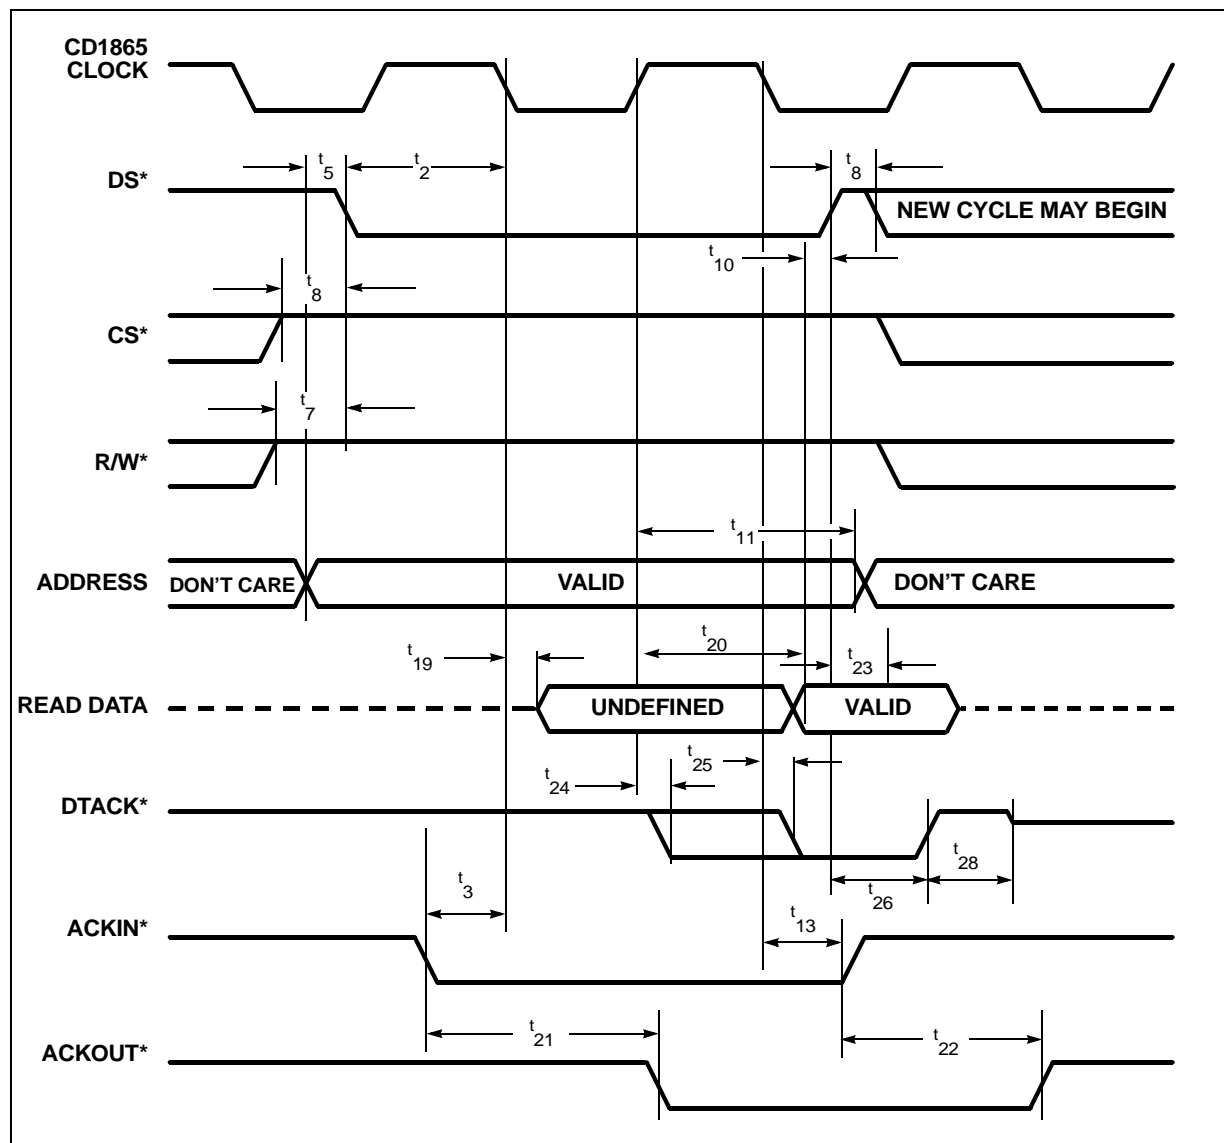 CD1865
CLOCK
t5
t2
t8
DS*
NEW CYCLE MAY BEGIN
t10
t8
CS*
t7
R/W*
t11
ADDRESS
DON'T CARE
VALID
DON'T CARE
t19
t20
t23
READ DATA
UNDEFINED
VALID
t24
t25
DTACK*
t28
t3
t26
ACKIN*
t13
t21
t22
ACKOUT*